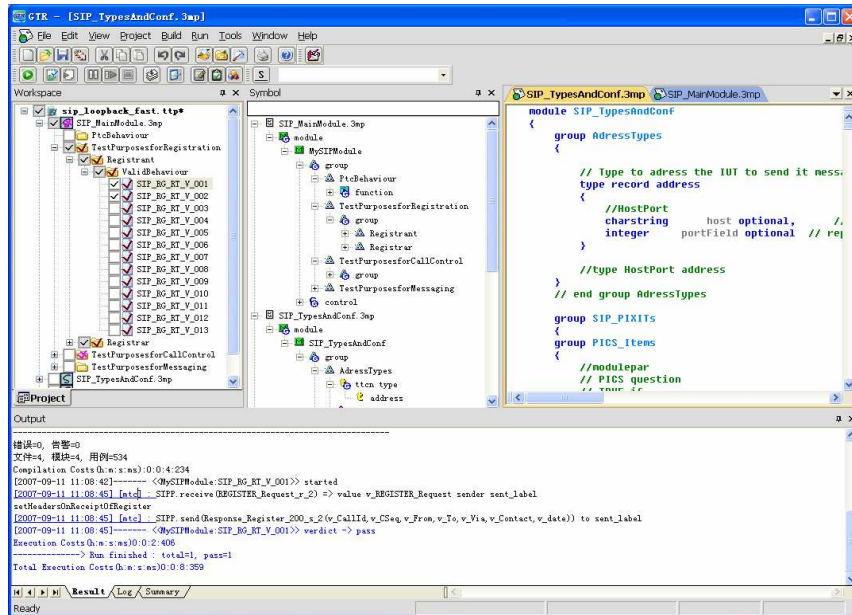 GTR - [SIP_TypesAndConf.3mp]
File Edit View Project Build Run Tools Window Help
Workspace
sip_loopback_fast.ttp*
SIP_MainModule.3mp
PtcBehaviour
TestPurposesforRegistration
Registrant
ValidBehaviour
SIP_RG_RT_V_001
SIP_RG_RT_V_002
SIP_RG_RT_V_003
SIP_RG_RT_V_004
SIP_RG_RT_V_005
SIP_RG_RT_V_006
SIP_RG_RT_V_007
SIP_RG_RT_V_008
SIP_RG_RT_V_009
SIP_RG_RT_V_010
SIP_RG_RT_V_011
SIP_RG_RT_V_012
SIP_RG_RT_V_013
Registrar
TestPurposesforCallControl
TestPurposesforMessaging
SIP_TypesAndConf.3mp
Project
Symbol
SIP_MainModule.3mp
module
MySIPModule
group
PtcBehaviour
function
TestPurposesforRegistration
group
Registrant
Registrar
TestPurposesforCallControl
group
TestPurposesforMessaging
control
SIP_TypesAndConf.3mp
module
SIP_TypesAndConf
group
AdressTypes
ttcn type
address
SIP_TypesAndConf.3mp SIP_MainModule.3mp
module SIP_TypesAndConf
{
group AdressTypes
{
// Type to adress the IUT to send it messa
type record address
{
//HostPort
charstring host optional, //
integer portField optional // rep
}
//type HostPort address
}
// end group AdressTypes
group SIP_PIXITs
{
group PICS_Items
{
//modulepar
// PICS question
// TRUE if
Output
错误=0, 告警=0
文件=4, 模块=4, 用例=534
Compilation Costs(h:m:s:ms):0:0:4:234
[2007-09-11 11:08:42]------- <<MySIPModule:SIP_RG_RT_V_001>> started
[2007-09-11 11:08:45] [mtc] : SIPP.receive(REGISTER_Request_r_2) => value v_REGISTER_Request sender sent_label
setHeadersOnReceiptOfRegister
[2007-09-11 11:08:45] [mtc] : SIPP.send(Response_Register_200_s_2(v_CallId,v_CSeq,v_From,v_To,v_Via,v_Contact,v_date)) to sent_label
[2007-09-11 11:08:45]------- <<MySIPModule:SIP_RG_RT_V_001>> verdict -> pass
Execution Costs(h:m:s:ms)0:0:2:406
--------------> Run finished : total=1, pass=1
Total Execution Costs(h:m:s:ms)0:0:8:359
Result Log Summary
Ready